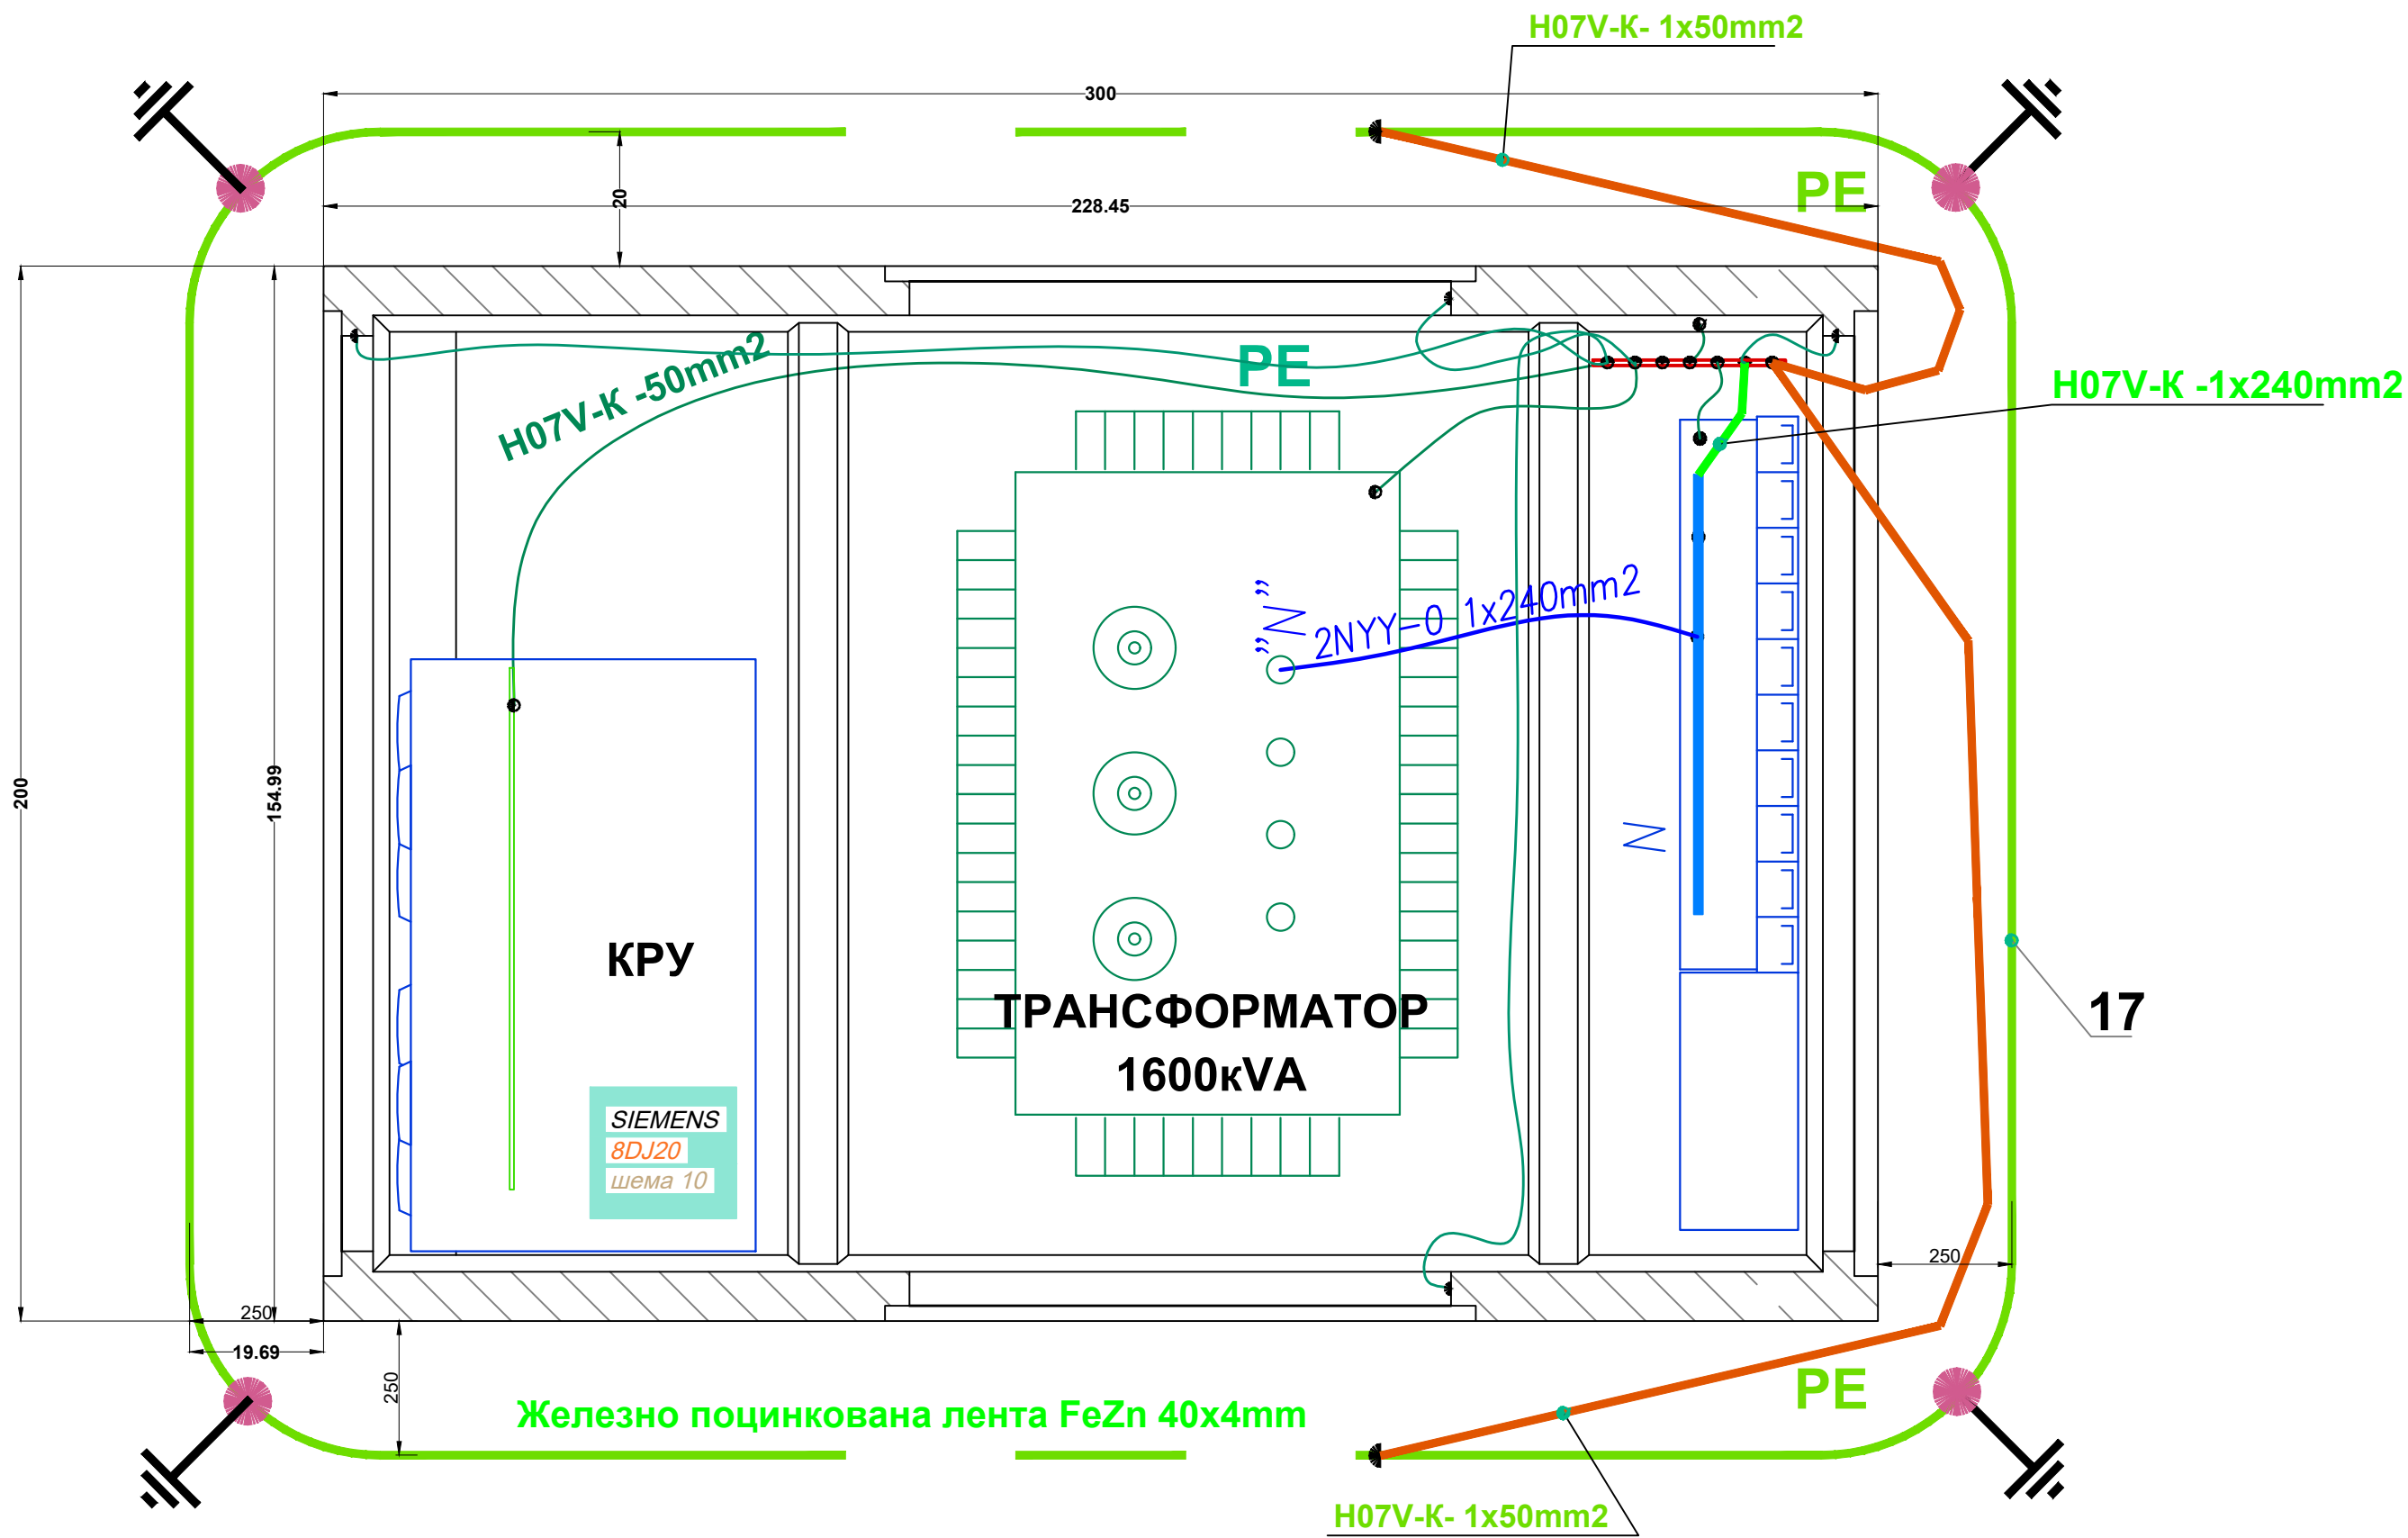 H07V-К- 1x50mm2
300
20
228.45
PE
H07V-К -50mm2
PE
H07V-К -1x240mm2
„N”
2NYY-0 1x240mm2
200
154.99
N
КРУ
ТРАНСФОРМАТОР
1600кVA
17
SIEMENS
8DJ20
шема 10
250
250
19.69
250
Железно поцинкована лента FeZn 40x4mm
PE
H07V-К- 1x50mm2